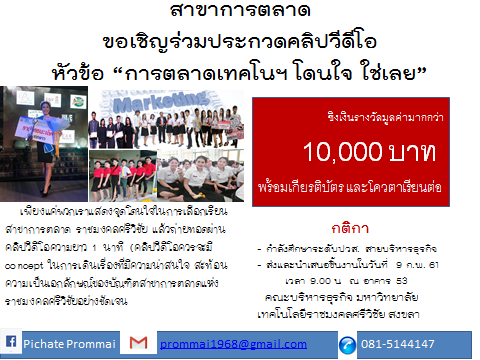 สาขาการตลาด
ขอเชิญร่วมประกวดคลิปวีดีโอ
หัวข้อ “การตลาดเทคโนฯ โดนใจ ใช่เลย”
Marketing
ชิงเงินรางวัลมูลค่ามากกว่า
10,000 บาท
พร้อมเกียรติบัตร และโควตาเรียนต่อ
เพียงแค่พวกเราแสดงจุดโดนใจในการเลือกเรียน
สาขาการตลาด ราชมงคลศรีวิชัย แล้วถ่ายทอดผ่าน
คลิปวีดีโอความยาว 1 นาที (คลิปวีดีโอควรจะมี
concept ในการเดินเรื่องที่มีความน่าสนใจ สะท้อน
ความเป็นเอกลักษณ์ของบัณฑิตสาขาการตลาดแห่ง
ราชมงคลศรีวิชัยอย่างชัดเจน
กติกา
- กำลังศึกษาระดับปวส. สายบริหารธุรกิจ
- ส่งและนำเสนอชิ้นงานในวันที่ 9 ก.พ. 61
เวลา 9.00 น ณ อาคาร 53
คณะบริหารธุรกิจ มหาวิทยาลัย
เทคโนโลยีราชมงคลศรีวิชัย สงขลา
Pichate Prommai
prommai1968@gmail.com
081-5144147